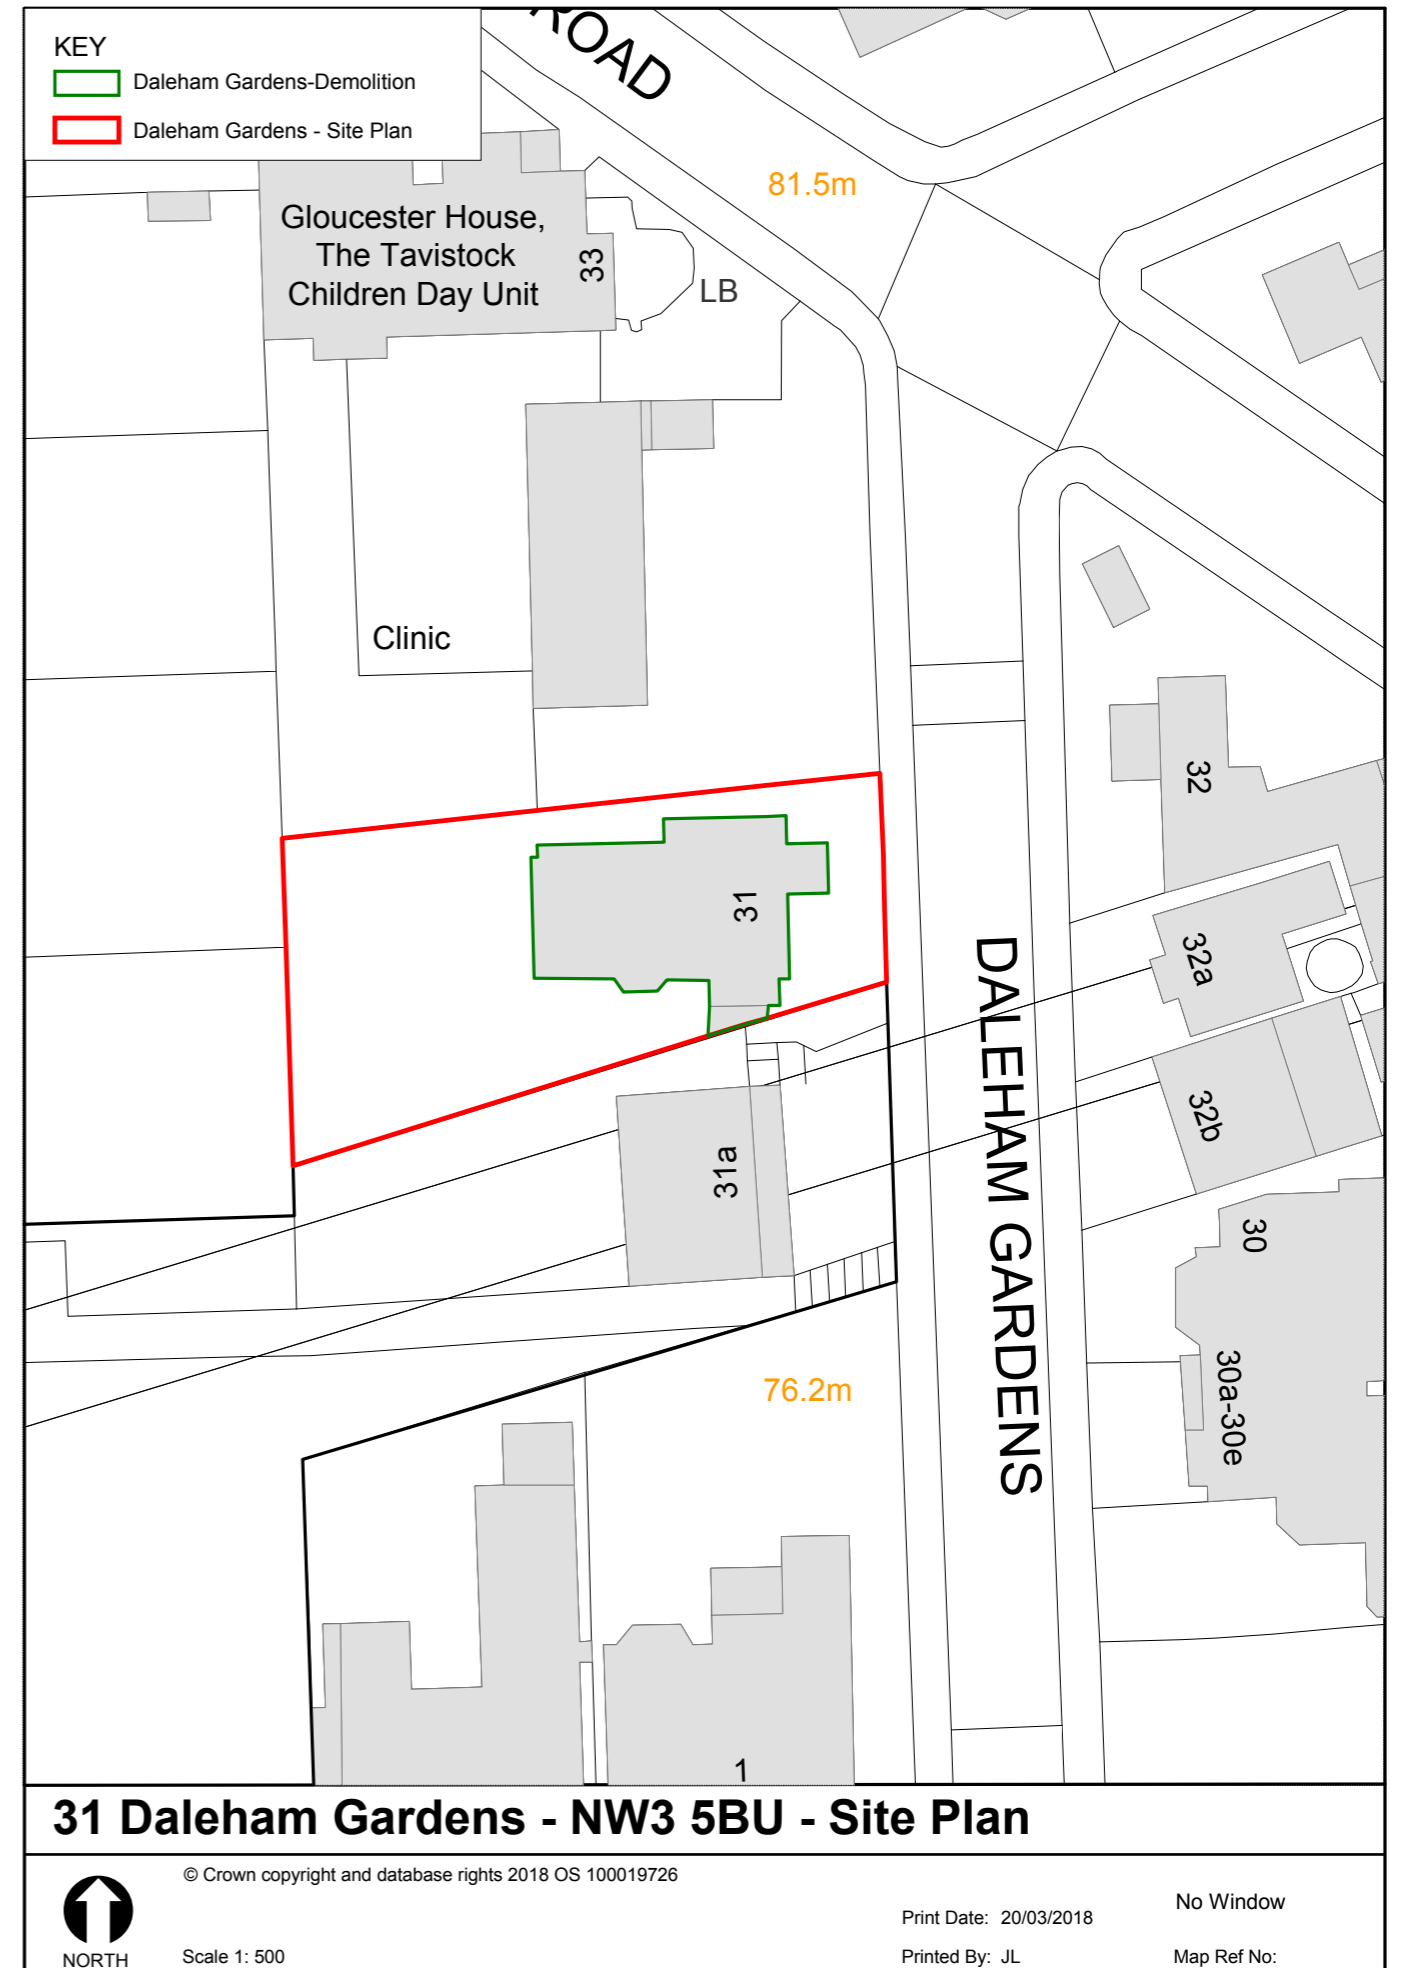 KEY
Daleham Gardens-Demolition
Daleham Gardens - Site Plan
ROAD
81.5m
Gloucester House,
The Tavistock
Children Day Unit
33
LB
Clinic
32
31
32a
DALEHAM GARDENS
32b
31a
30
30a-30e
76.2m
1
31 Daleham Gardens - NW3 5BU - Site Plan
© Crown copyright and database rights 2018 OS 100019726
No Window
Print Date: 20/03/2018
NORTH
Scale 1: 500
Printed By: JL
Map Ref No: